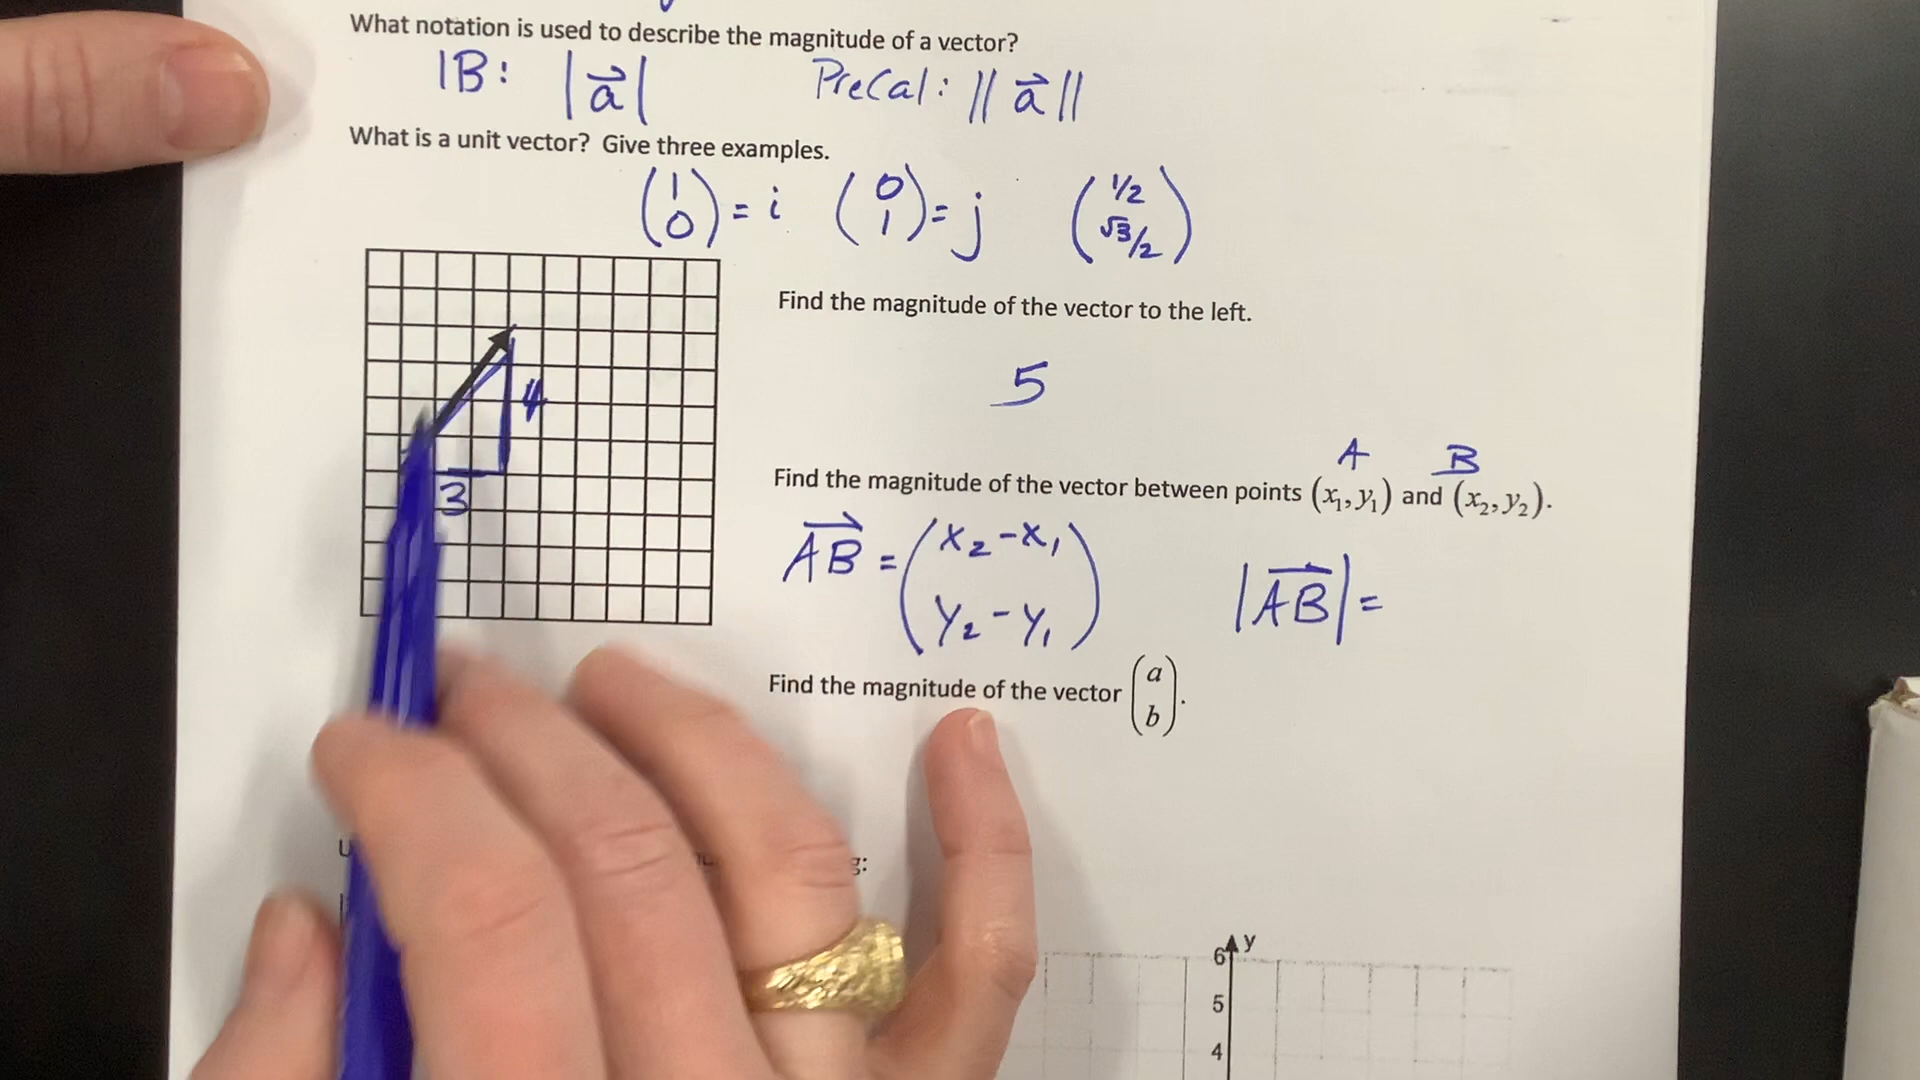 What notation is used to describe the magnitude of a vector?
IB: |a⃗| PreCal: ||a⃗||
What is a unit vector? Give three examples.
(1 0) = i (0 1) = j (1/2 √3/2)
Find the magnitude of the vector to the left.
5
4
3
A B
Find the magnitude of the vector between points (x₁, y₁) and (x₂, y₂).
AB⃗ = (x₂-x₁ y₂-y₁) |AB⃗| =
Find the magnitude of the vector (a b).
6 y
5
4